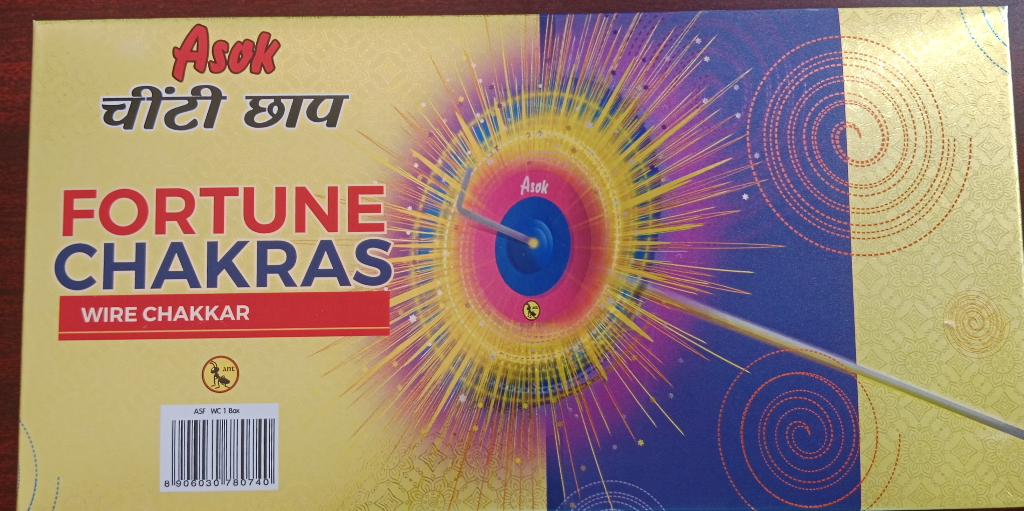 Asok
चींटी छाप
FORTUNE
CHAKRAS
WIRE CHAKKAR
ANT
ASF WC 1 Box
8 906030 780740
Asok